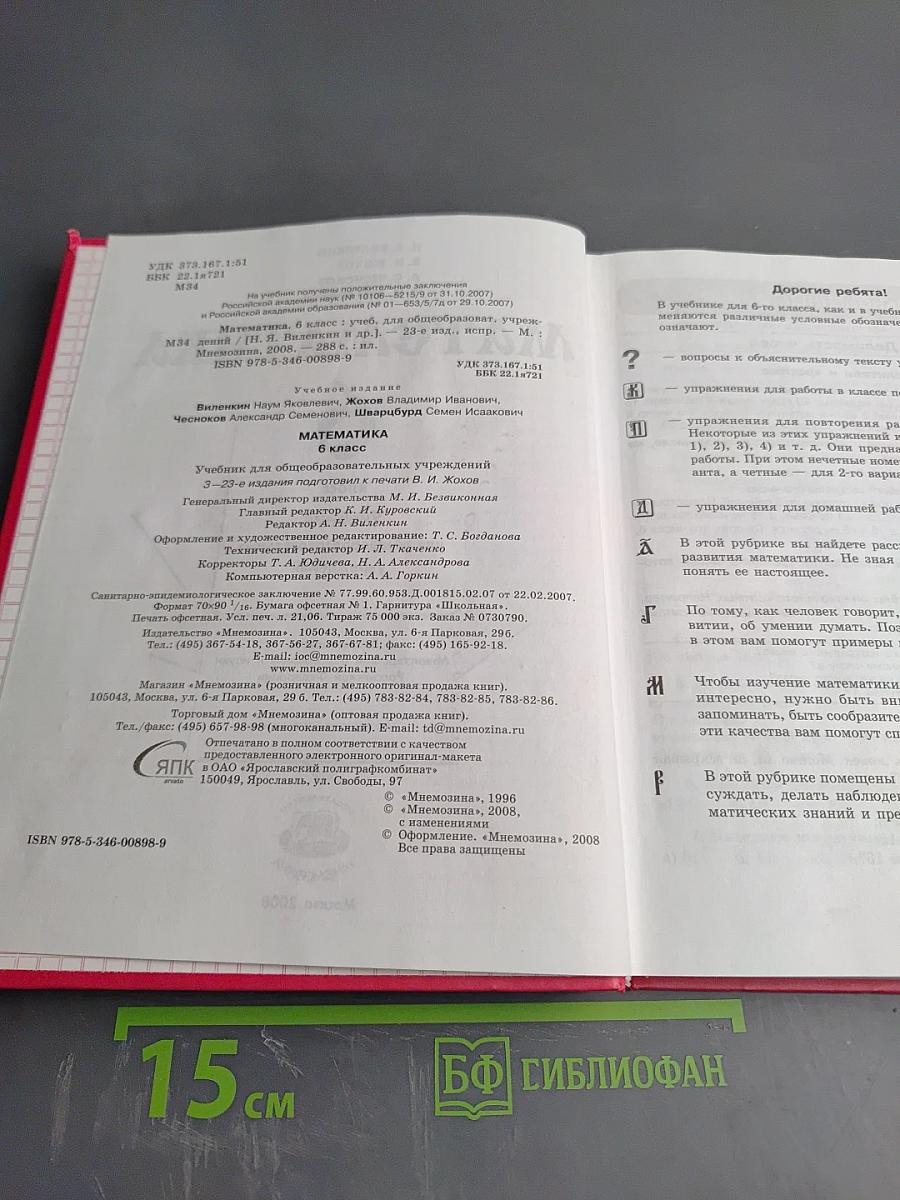 УДК 373.167.1:51
ББК 22.1я721
М34
На учебник получены положительные заключения
Российской академии наук (№ 10106—5215/9 от 31.10.2007)
и Российской академии образования (№ 01—653/5/7д от 29.10.2007)
Математика. 6 класс : учеб. для общеобразоват. учреж-
М34 дений / [Н. Я. Виленкин и др.]. — 23-е изд., испр. — М. :
Мнемозина, 2008. — 288 с. : ил.
ISBN 978-5-346-00898-9
УДК 373.167.1:51
ББК 22.1я721
Учебное издание
Виленкин Наум Яковлевич, Жохов Владимир Иванович,
Чесноков Александр Семенович, Шварцбурд Семен Исаакович
МАТЕМАТИКА
6 класс
Учебник для общеобразовательных учреждений
3—23-е издания подготовил к печати В. И. Жохов
Генеральный директор издательства М. И. Безвиконная
Главный редактор К. И. Куровский
Редактор А. Н. Виленкин
Оформление и художественное редактирование: Т. С. Богданова
Технический редактор И. Л. Ткаченко
Корректоры Т. А. Юдичева, Н. А. Александрова
Компьютерная верстка: А. А. Горкин
Санитарно-эпидемиологическое заключение № 77.99.60.953.Д.001815.02.07 от 22.02.2007.
Формат 70×90 1/16. Бумага офсетная № 1. Гарнитура «Школьная».
Печать офсетная. Усл. печ. л. 21,06. Тираж 75 000 экз. Заказ № 0730790.
Издательство «Мнемозина». 105043, Москва, ул. 6-я Парковая, 29б.
Тел.: (495) 367-54-18, 367-56-27, 367-67-81; факс: (495) 165-92-18.
E-mail: ioc@mnemozina.ru
www.mnemozina.ru
Магазин «Мнемозина» (розничная и мелкооптовая продажа книг).
105043, Москва, ул. 6-я Парковая, 29 б. Тел.: (495) 783-82-84, 783-82-85, 783-82-86.
Торговый дом «Мнемозина» (оптовая продажа книг).
Тел./факс: (495) 657-98-98 (многоканальный). E-mail: td@mnemozina.ru
ЯПК
Отпечатано в полном соответствии с качеством
предоставленного электронного оригинал-макета
в ОАО «Ярославский полиграфкомбинат»
150049, Ярославль, ул. Свободы, 97
© «Мнемозина», 1996
© «Мнемозина», 2008,
с изменениями
© Оформление. «Мнемозина», 2008
Все права защищены
ISBN 978-5-346-00898-9
Дорогие ребята!
В учебнике для 6-го класса, как и в учебн
меняются различные условные обозначе
означают.
? — вопросы к объяснительному тексту у
К — упражнения для работы в классе по
П — упражнения для повторения ра
Некоторые из этих упражнений и
1), 2), 3), 4) и т. д. Они предна
работы. При этом нечетные номе
анта, а четные — для 2-го вариа
Д — упражнения для домашней раб
А В этой рубрике вы найдете расс
развития математики. Не зная
понять ее настоящее.
Г По тому, как человек говорит,
витии, об умении думать. Поэ
в этом вам помогут примеры
М Чтобы изучение математики
интересно, нужно быть вни
запоминать, быть сообразите
эти качества вам помогут сп
Р В этой рубрике помещены
суждать, делать наблюден
матических знаний и пре
15 см
БФ БИБЛИОФАН